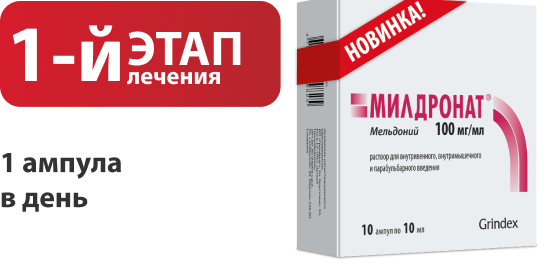 1-й ЭТАП
лечения
1 ампула
в день
НОВИНКА!
МИЛДРОНАТ®
Мельдоний 100 мг/мл
раствор для внутривенного, внутримышечного
и парабульбарного введения
10 ампул по 10 мл
Grindex